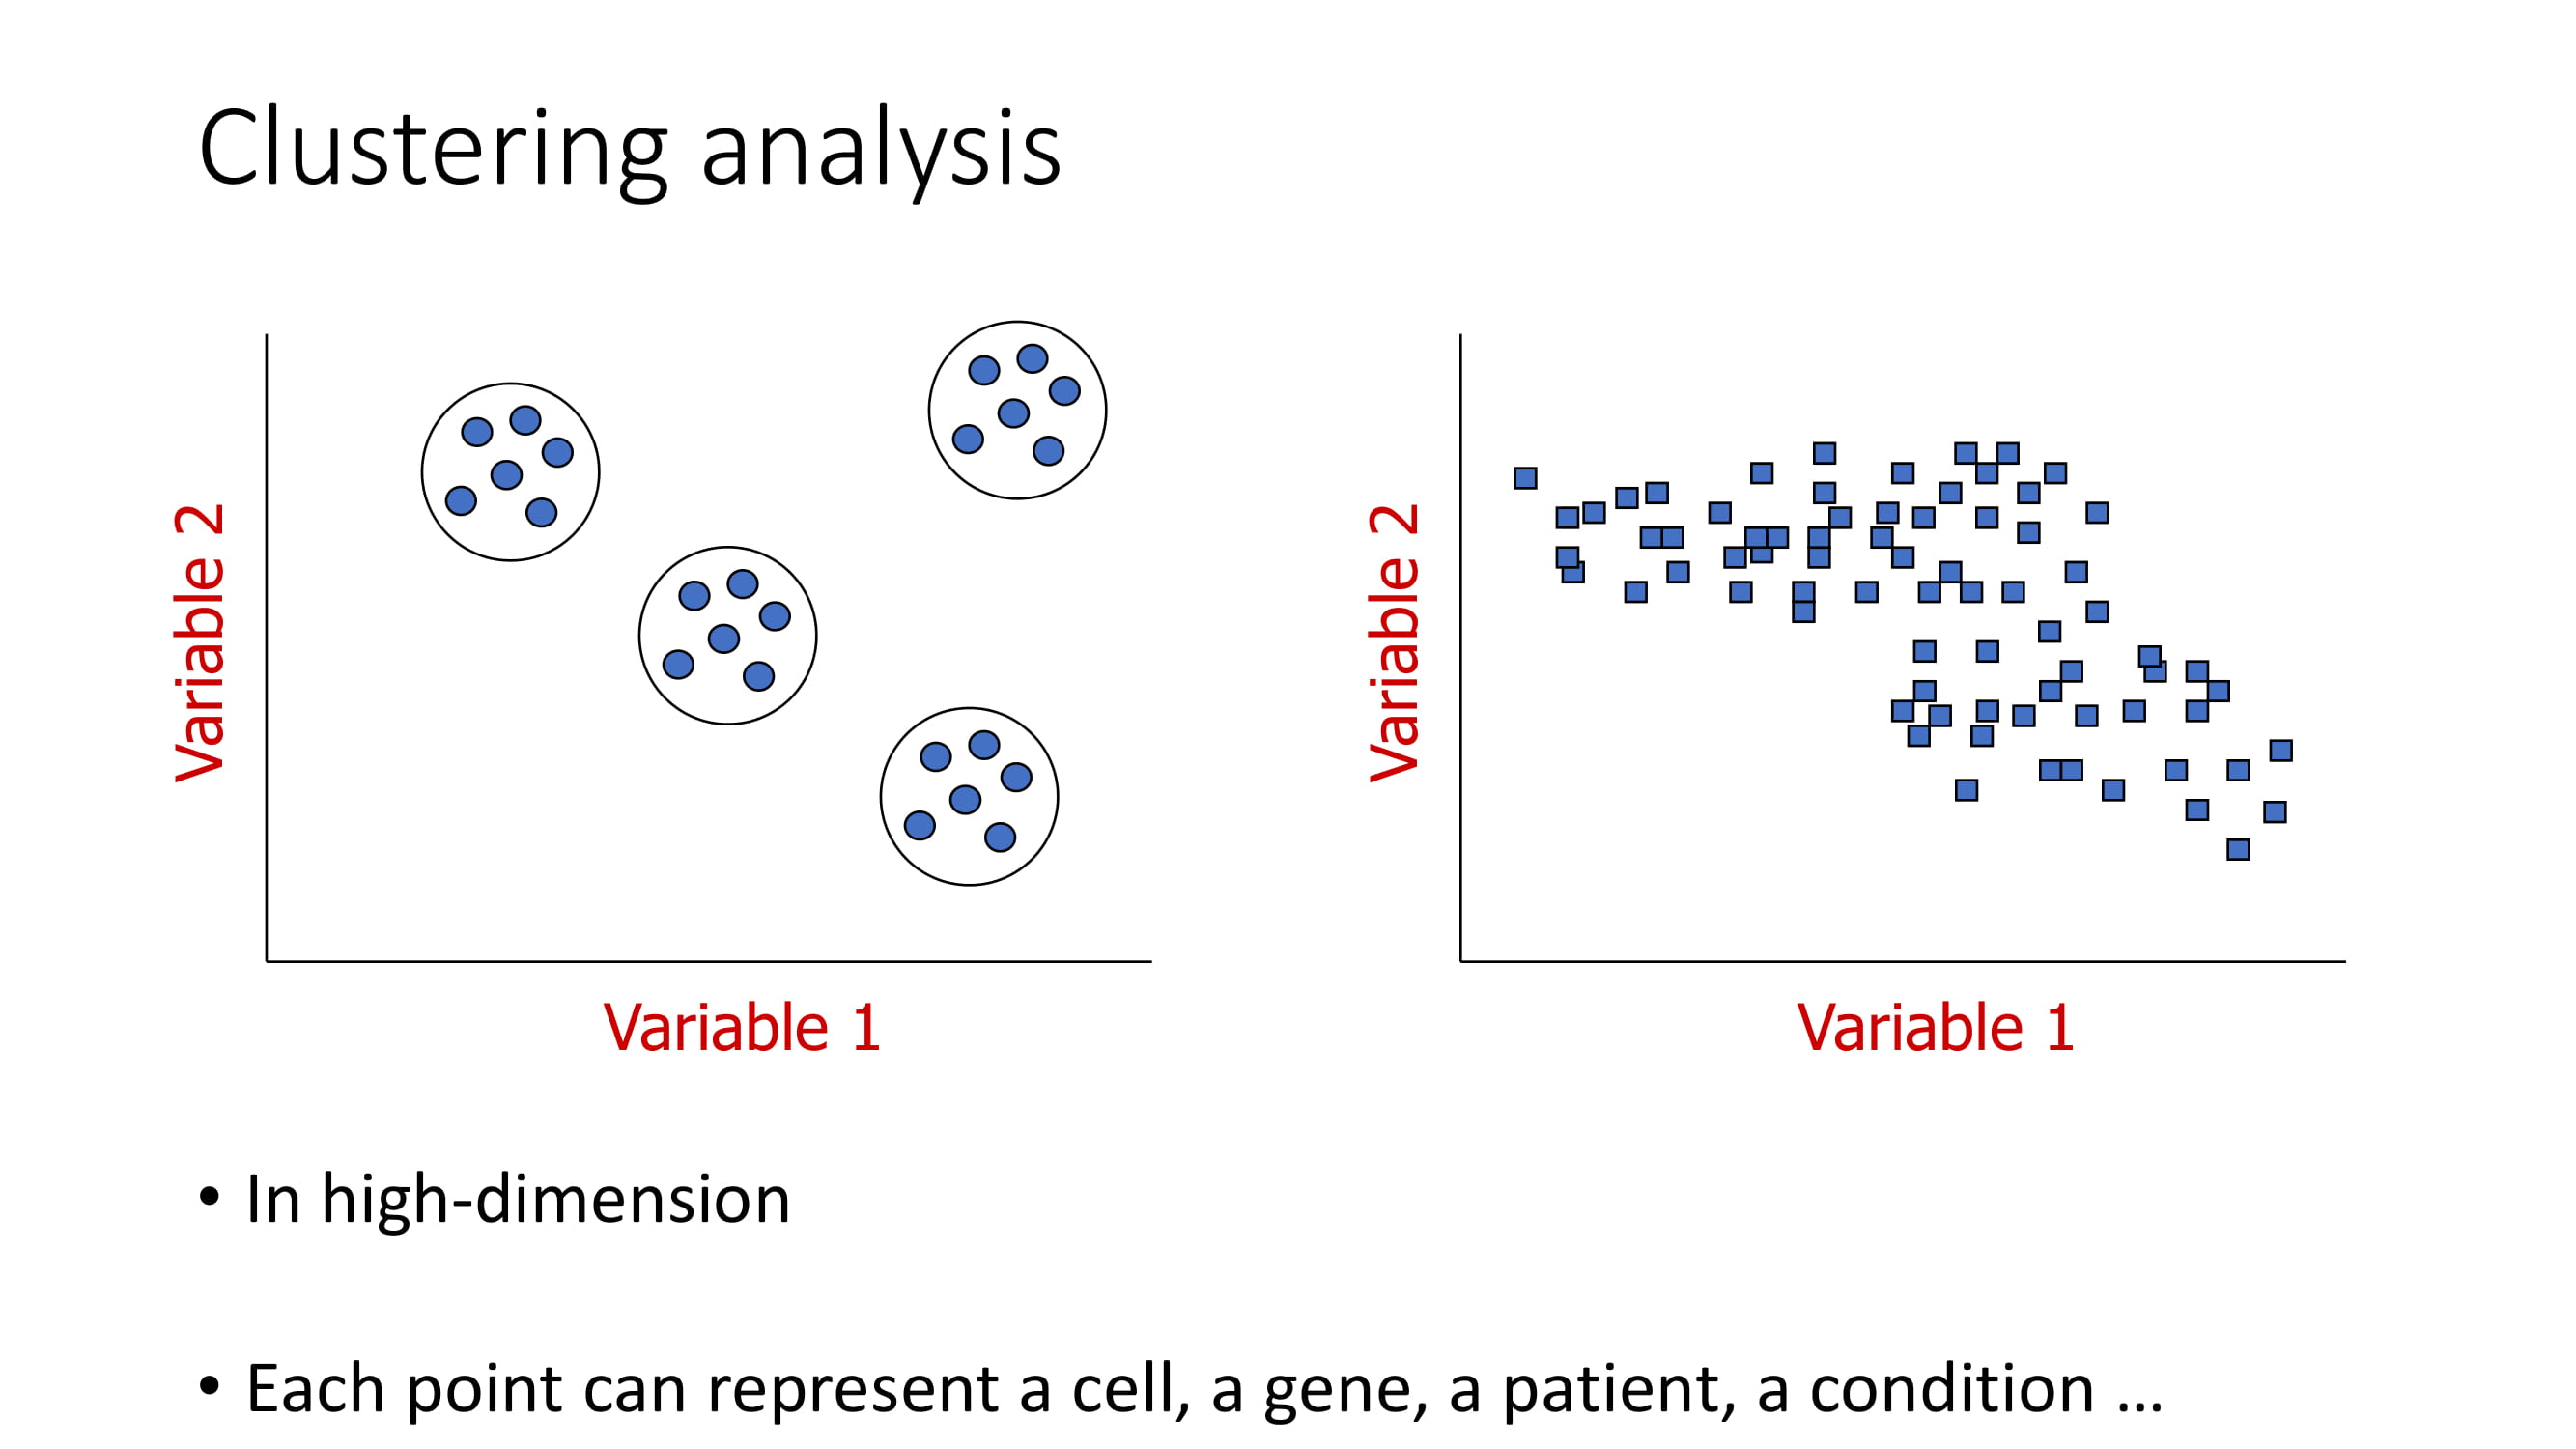 Clustering analysis
Variable 2
Variable 1
Variable 2
Variable 1
• In high-dimension
• Each point can represent a cell, a gene, a patient, a condition ...